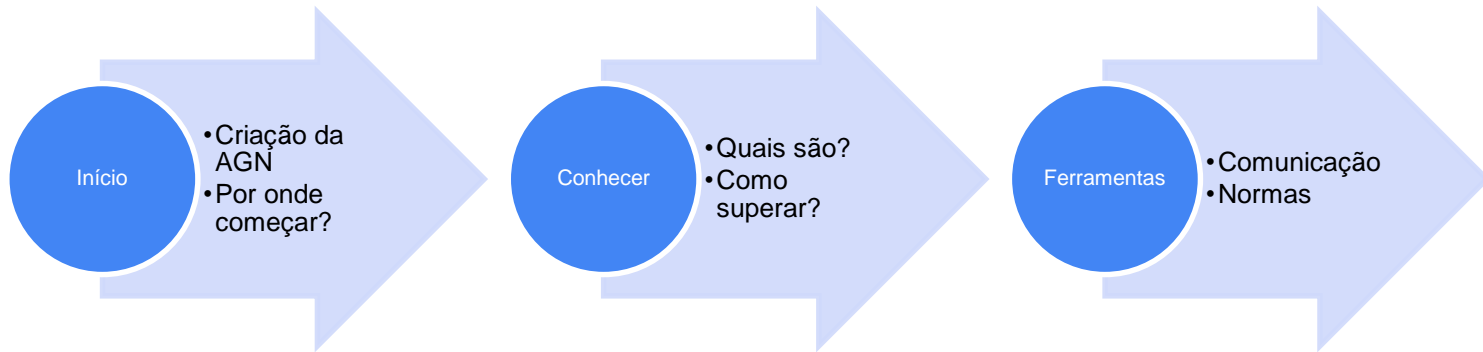 Início
•Criação da
AGN
•Por onde
começar?
Conhecer
•Quais são?
•Como
superar?
Ferramentas
•Comunicação
•Normas